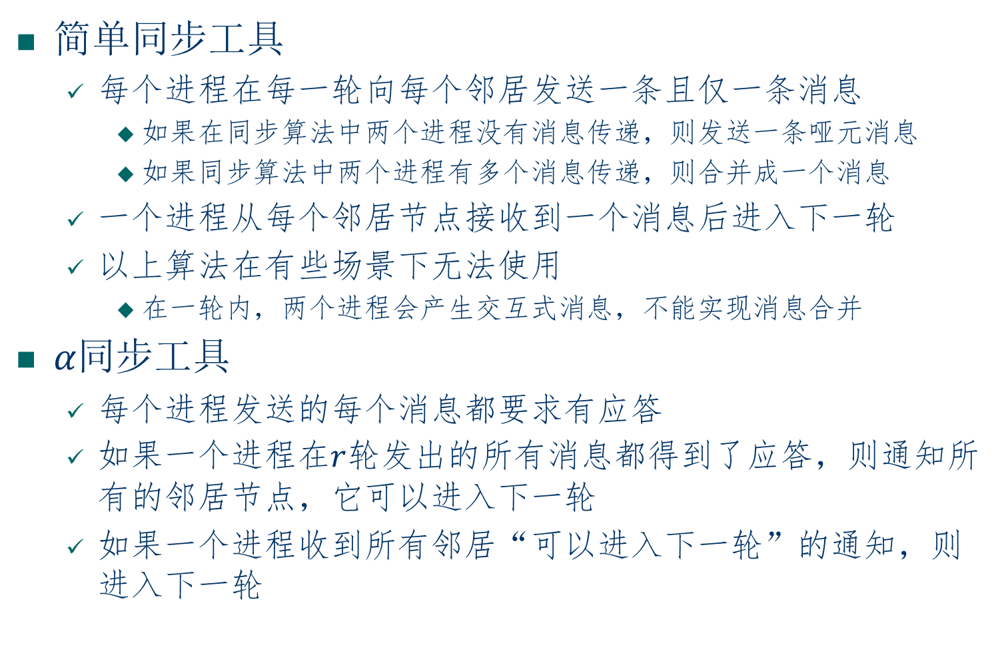 简单同步工具
每个进程在每一轮向每个邻居发送一条且仅一条消息
如果在同步算法中两个进程没有消息传递，则发送一条哑元消息
如果同步算法中两个进程有多个消息传递，则合并成一个消息
一个进程从每个邻居节点接收到一个消息后进入下一轮
以上算法在有些场景下无法使用
在一轮内，两个进程会产生交互式消息，不能实现消息合并
α同步工具
每个进程发送的每个消息都要求有应答
如果一个进程在r轮发出的所有消息都得到了应答，则通知所
有的邻居节点，它可以进入下一轮
如果一个进程收到所有邻居“可以进入下一轮”的通知，则
进入下一轮